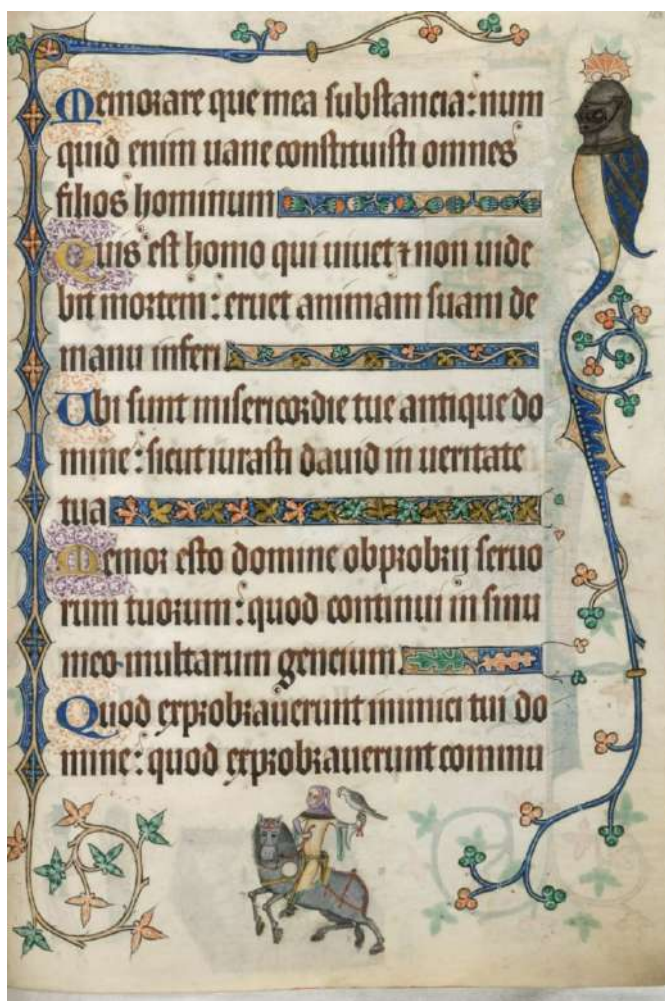 Memorare que mea substancia: num
quid enim uane constituisti omnes
filios hominum
Quis est homo qui uiuet ⁊ non uide
bit mortem: eruet animam suam de
manu inferi
Ubi sunt misericordie tue antique do
mine: sicut iurasti dauid in ueritate
tua
Memor esto domine obprobrij seruo
rum tuorum: quod continui in sinu
meo multarum gencium.
Quod exprobrauerunt inimici tui do
mine: quod exprobrauerunt commu